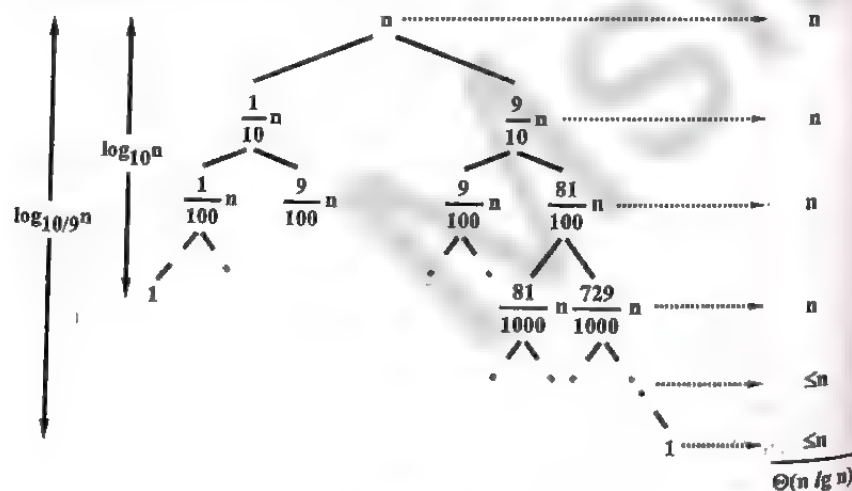 n n
1/10 n 9/10 n n
log10n
1/100 n 9/100 n 9/100 n 81/100 n n
log10/9n
1 81/1000 n 729/1000 n n
≤n
1 ≤n
Θ(n lg n)